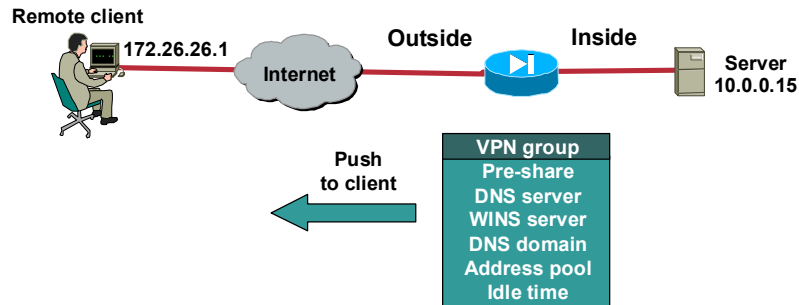 Remote client
172.26.26.1
Internet
Outside
Inside
Server
10.0.0.15
Push
to client
VPN group
Pre-share
DNS server
WINS server
DNS domain
Address pool
Idle time